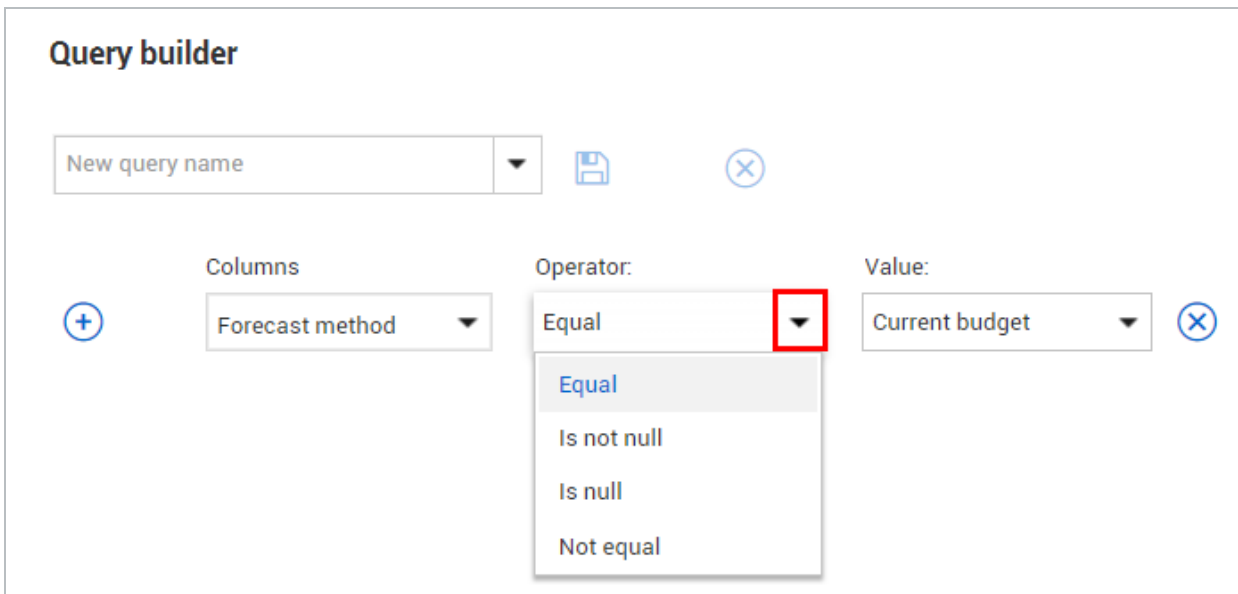 Query builder
New query name
Columns Operator: Value:
Forecast method Equal Current budget
Equal
Is not null
Is null
Not equal